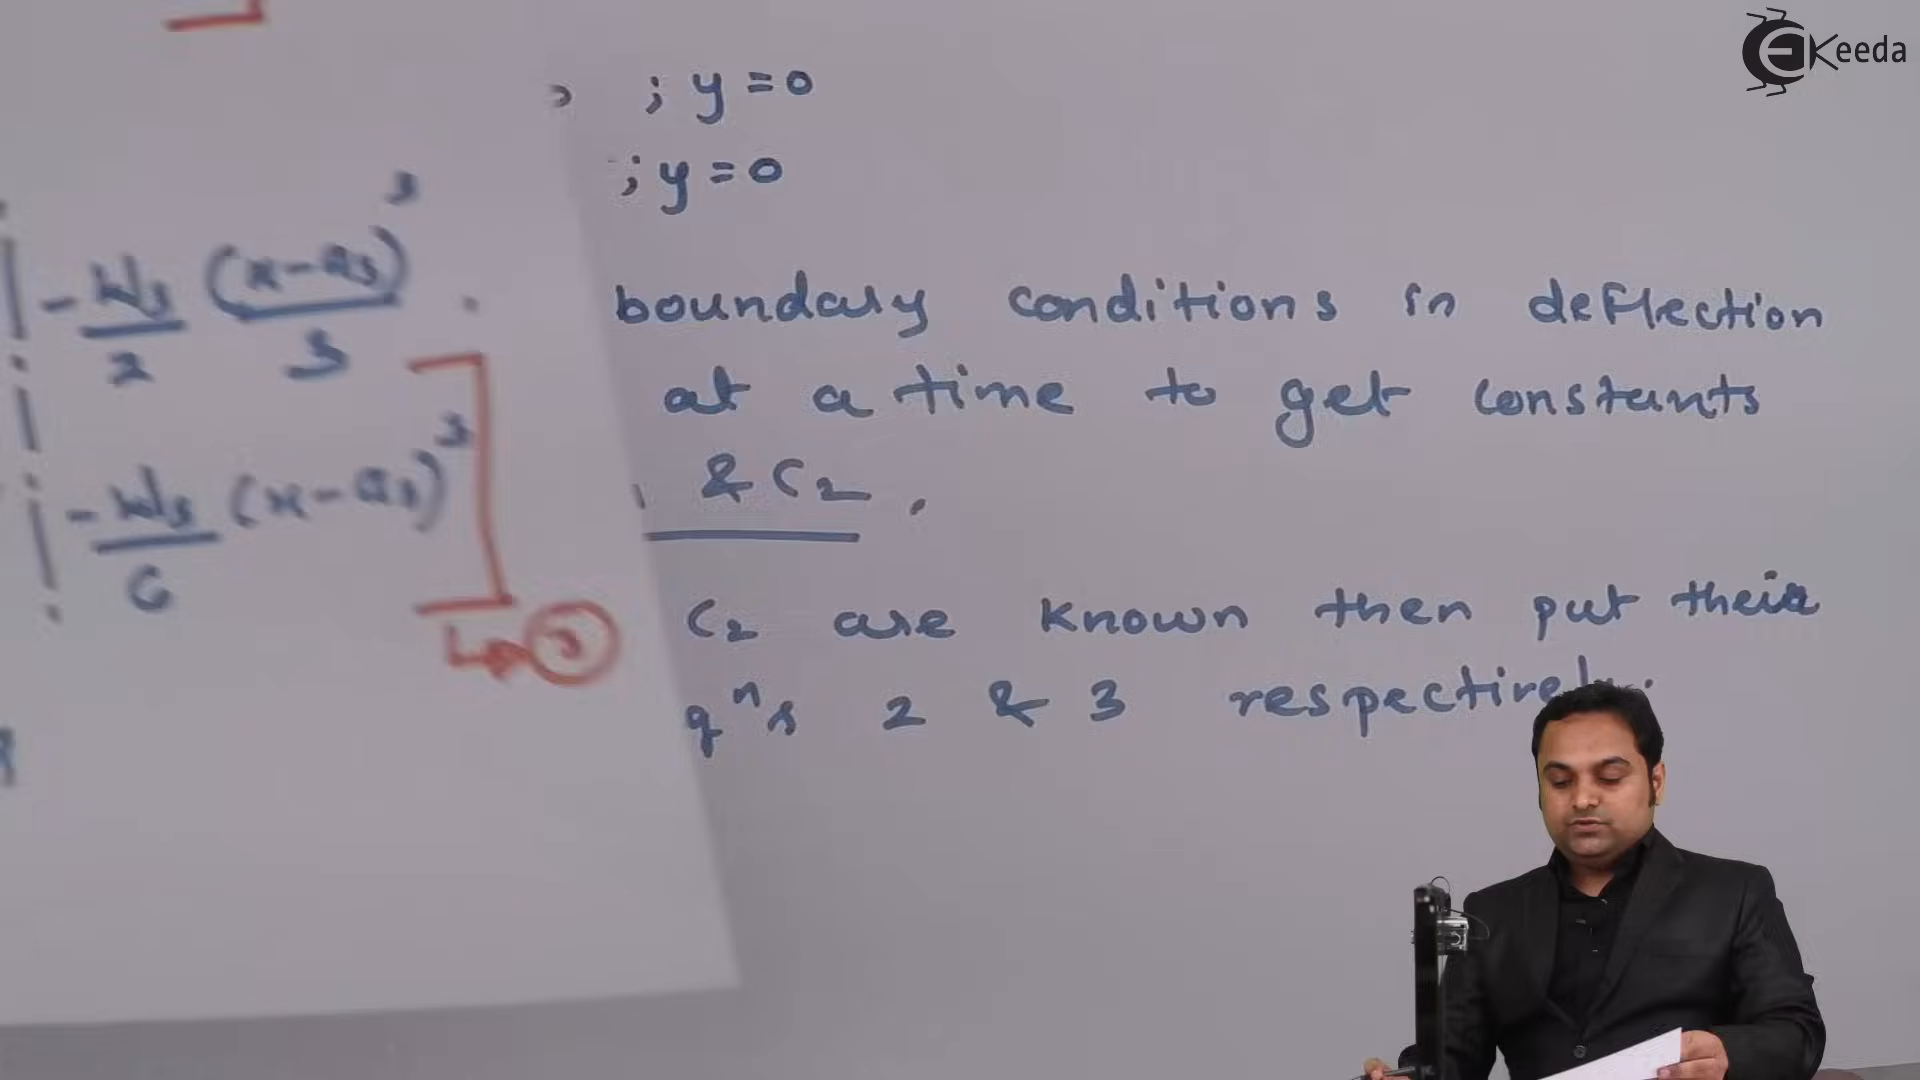 EKeeda
; y = 0
; y = 0
- W3/2 (x-a3)^3/3
- W3/6 (x-a3)^3
3
boundary conditions in deflection
at a time to get constants
& C2 .
C2 are known then put their
q^n s 2 & 3 respectively.